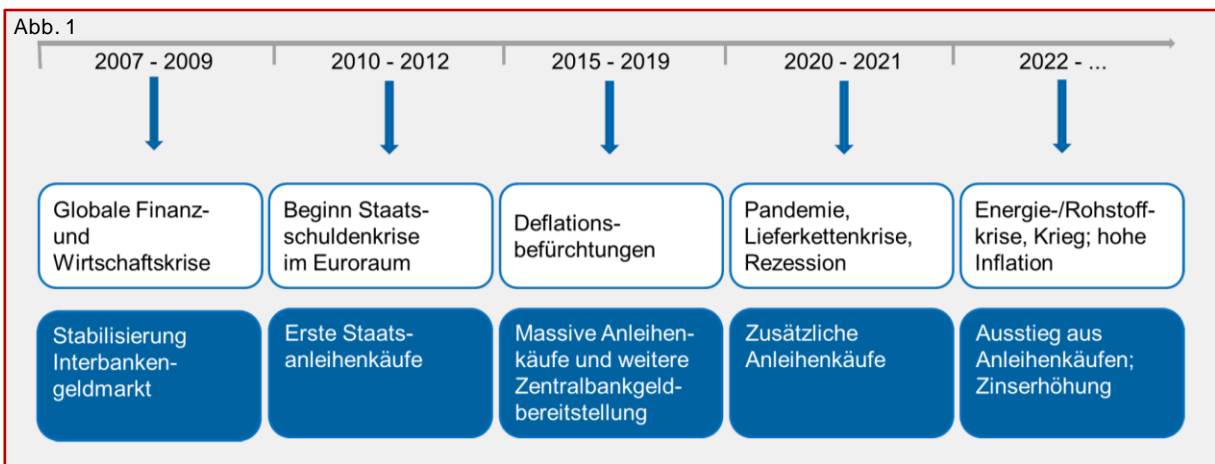 Abb. 1
2007 - 2009
2010 - 2012
2015 - 2019
2020 - 2021
2022 - ...
Globale Finanz-
und
Wirtschaftskrise
Beginn Staats-
schuldenkrise
im Euroraum
Deflations-
befürchtungen
Pandemie,
Lieferkettenkrise,
Rezession
Energie-/Rohstoff-
krise, Krieg; hohe
Inflation
Stabilisierung
Interbanken-
geldmarkt
Erste Staats-
anleihenkäufe
Massive Anleihen-
käufe und weitere
Zentralbankgeld-
bereitstellung
Zusätzliche
Anleihenkäufe
Ausstieg aus
Anleihenkäufen;
Zinserhöhung